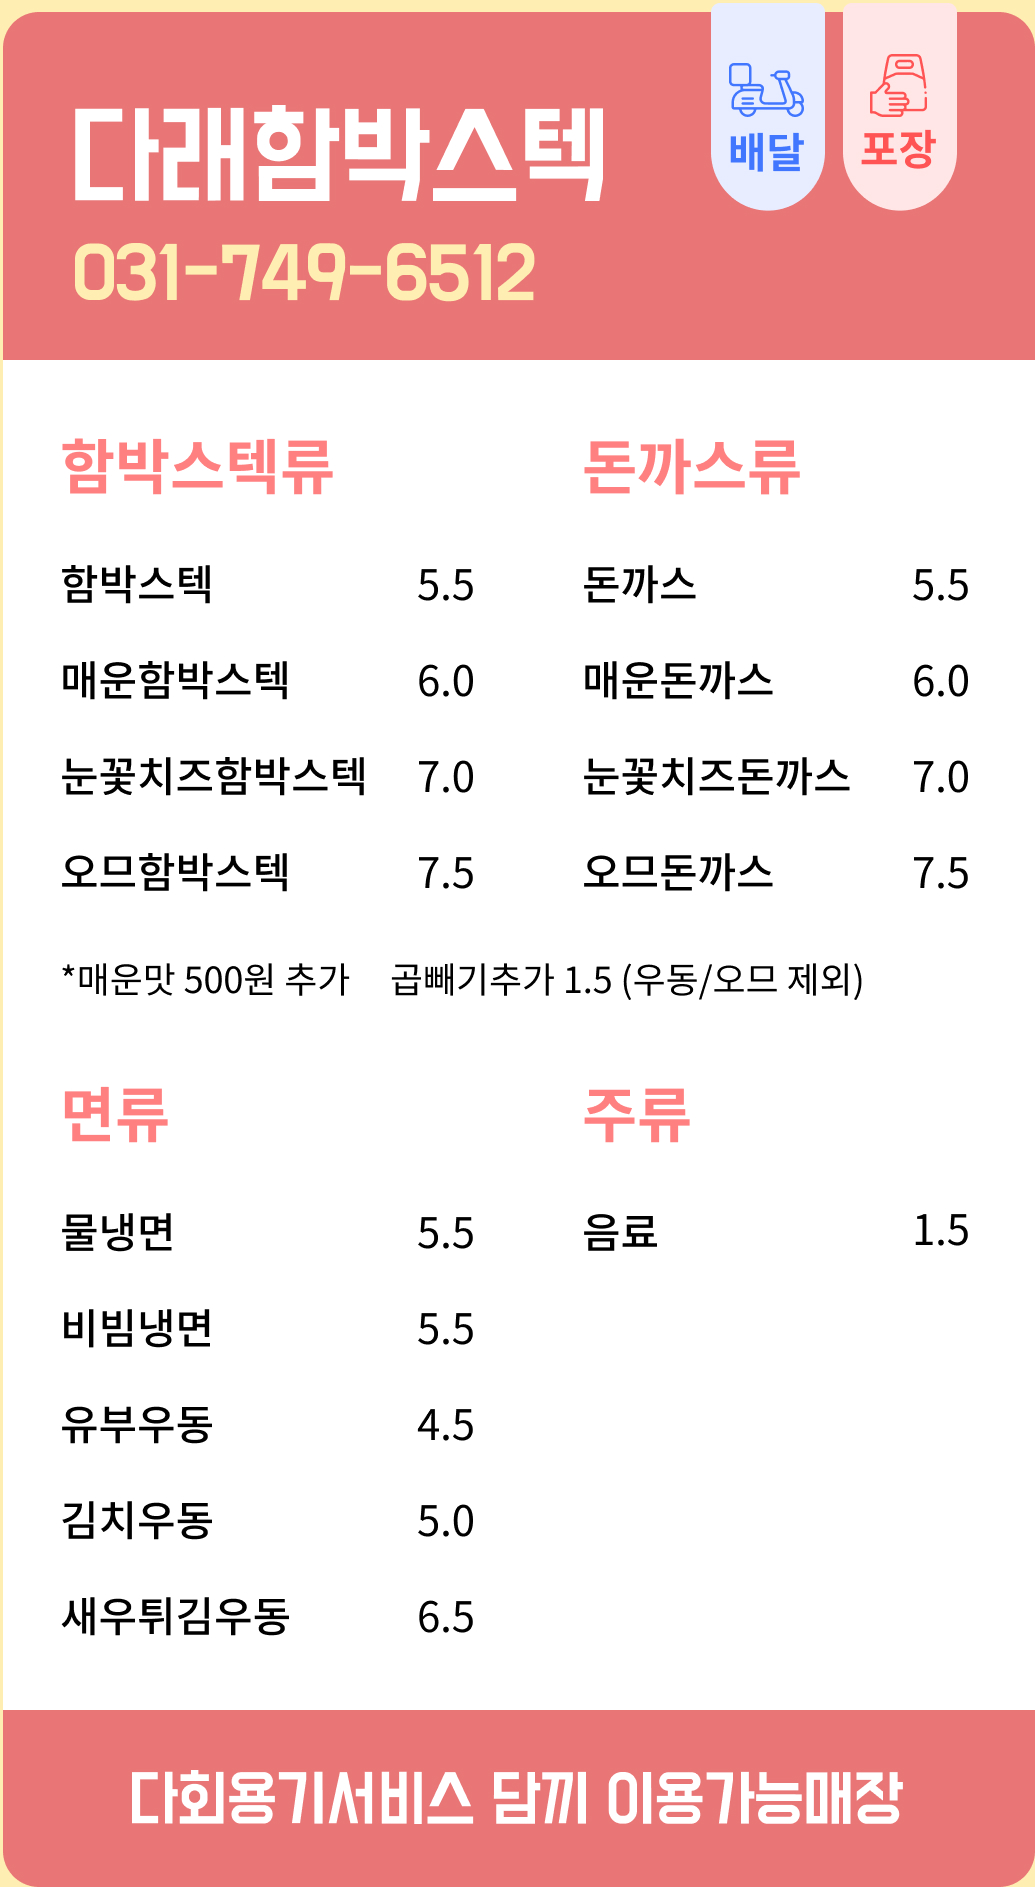 다래함박스텍
031-749-6512
배달
포장
함박스텍류
함박스텍 5.5
매운함박스텍 6.0
눈꽃치즈함박스텍 7.0
오므함박스텍 7.5
돈까스류
돈까스 5.5
매운돈까스 6.0
눈꽃치즈돈까스 7.0
오므돈까스 7.5
*매운맛 500원 추가 곱빼기추가 1.5 (우동/오므 제외)
면류
물냉면 5.5
비빔냉면 5.5
유부우동 4.5
김치우동 5.0
새우튀김우동 6.5
주류
음료 1.5
다회용기서비스 담끼 이용가능매장